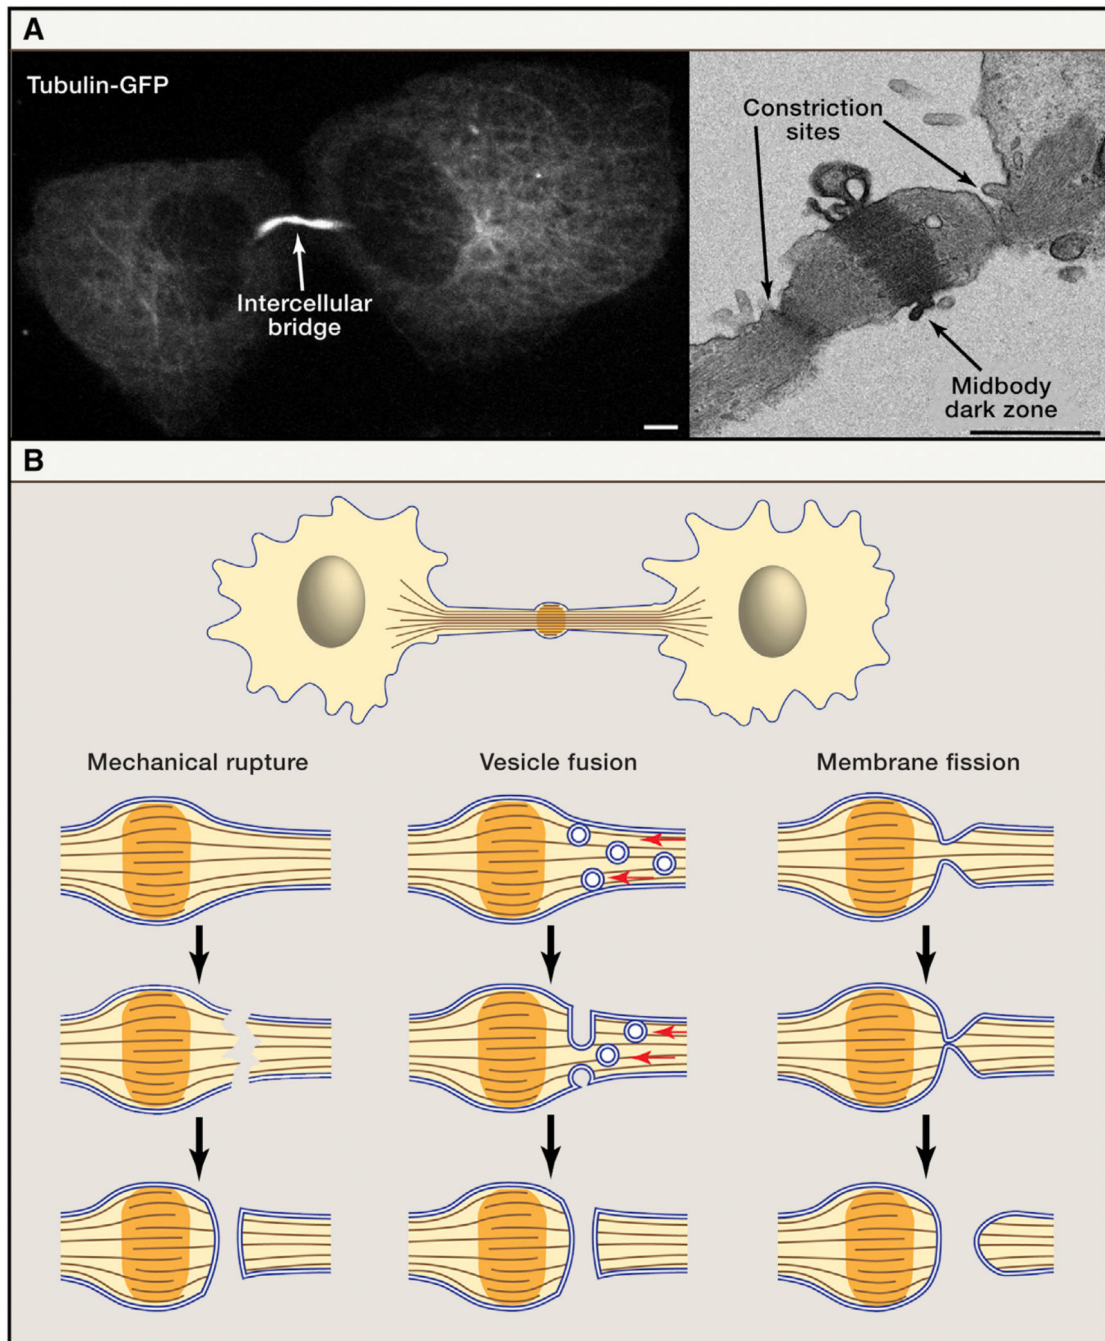 A
Tubulin-GFP
Intercellular
bridge
Constriction
sites
Midbody
dark zone
B
Mechanical rupture
Vesicle fusion
Membrane fission